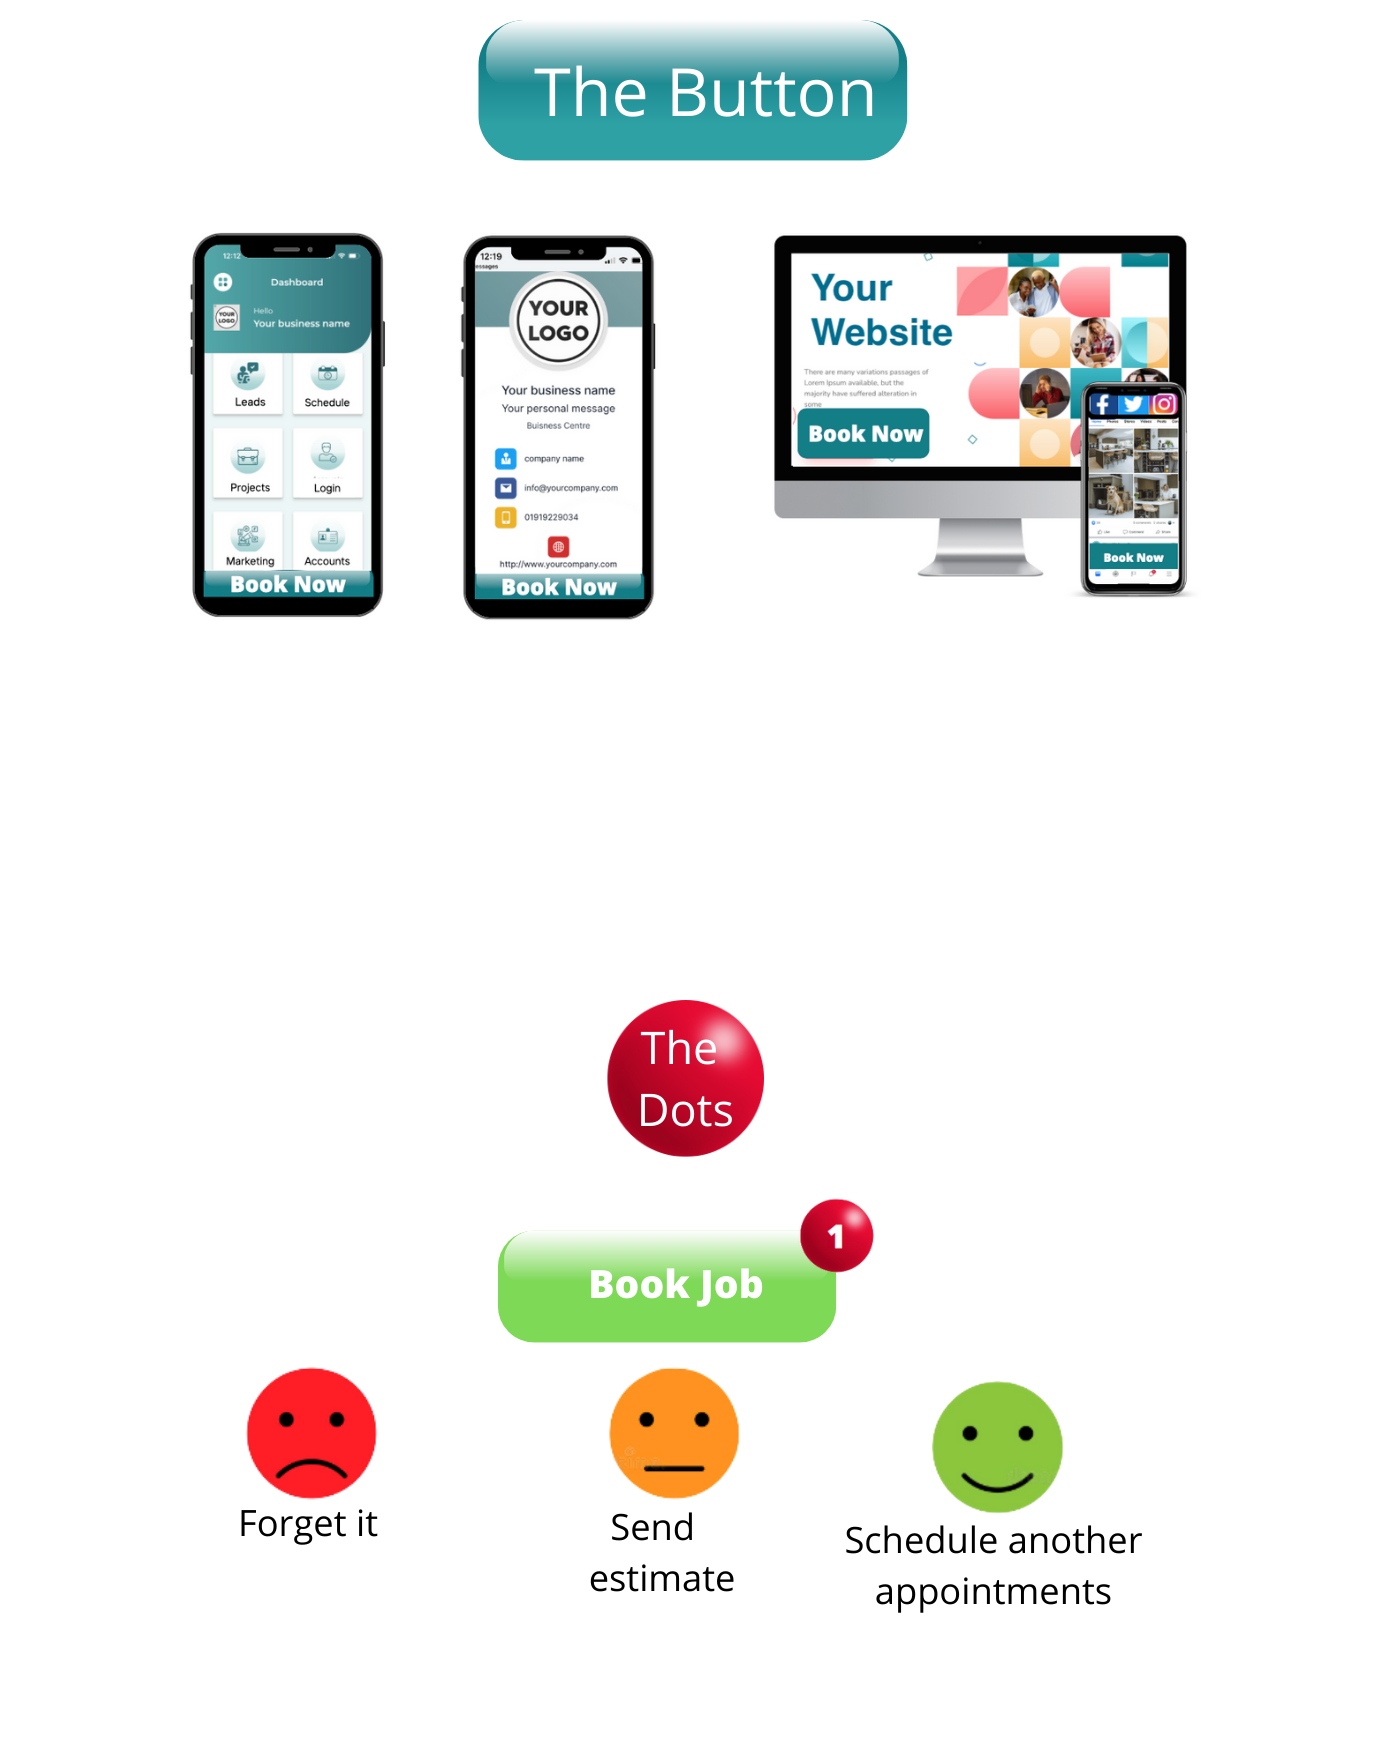 The Button
12:12
Dashboard
YOUR
LOGO
Hello
Your business name
Leads
Schedule
Projects
Login
Marketing
Accounts
Book Now
12:19
essages
YOUR
LOGO
Your business name
Your personal message
Buisness Centre
company name
info@yourcompany.com
01919229034
http://www.yourcompany.com
Book Now
Your
Website
There are many variations passages of
Lorem Ipsum available, but the
majority have suffered alteration in
some
Book Now
Book Now
The
Dots
1
Book Job
Forget it
Send
estimate
Schedule another
appointments